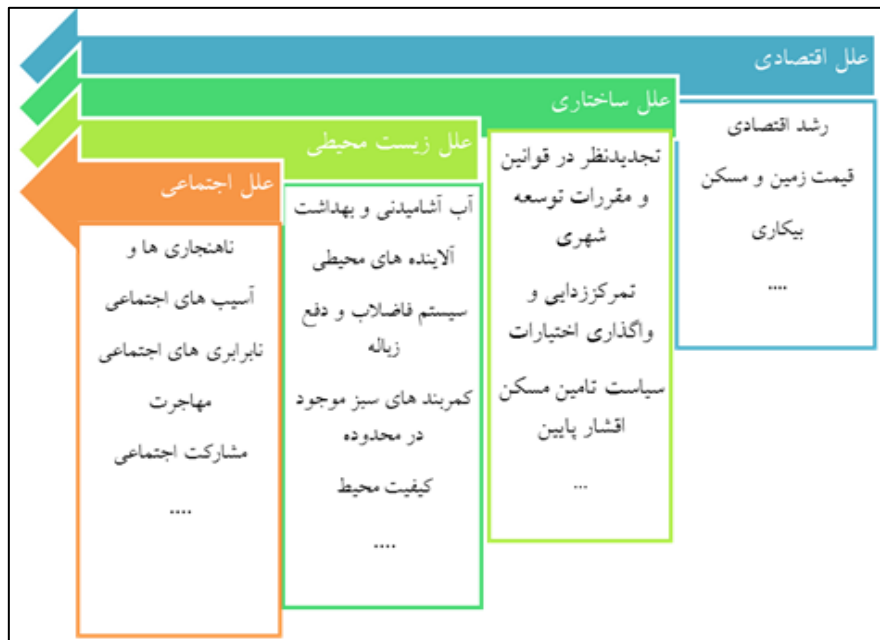 علل اقتصادی
رشد اقتصادی
قیمت زمین و مسکن
بیکاری
....
علل ساختاری
تجدیدنظر در قوانین
و مقررات توسعه
شهری
تمرکززدایی و
واگذاری اختیارات
سیاست تامین مسکن
اقشار پایین
...
علل زیست محیطی
آب آشامیدنی و بهداشت
آلاینده های محیطی
سیستم فاضلاب و دفع
زباله
کمربند های سبز موجود
در محدوده
کیفیت محیط
....
علل اجتماعی
ناهنجاری ها و
آسیب های اجتماعی
نابرابری های اجتماعی
مهاجرت
مشارکت اجتماعی
....